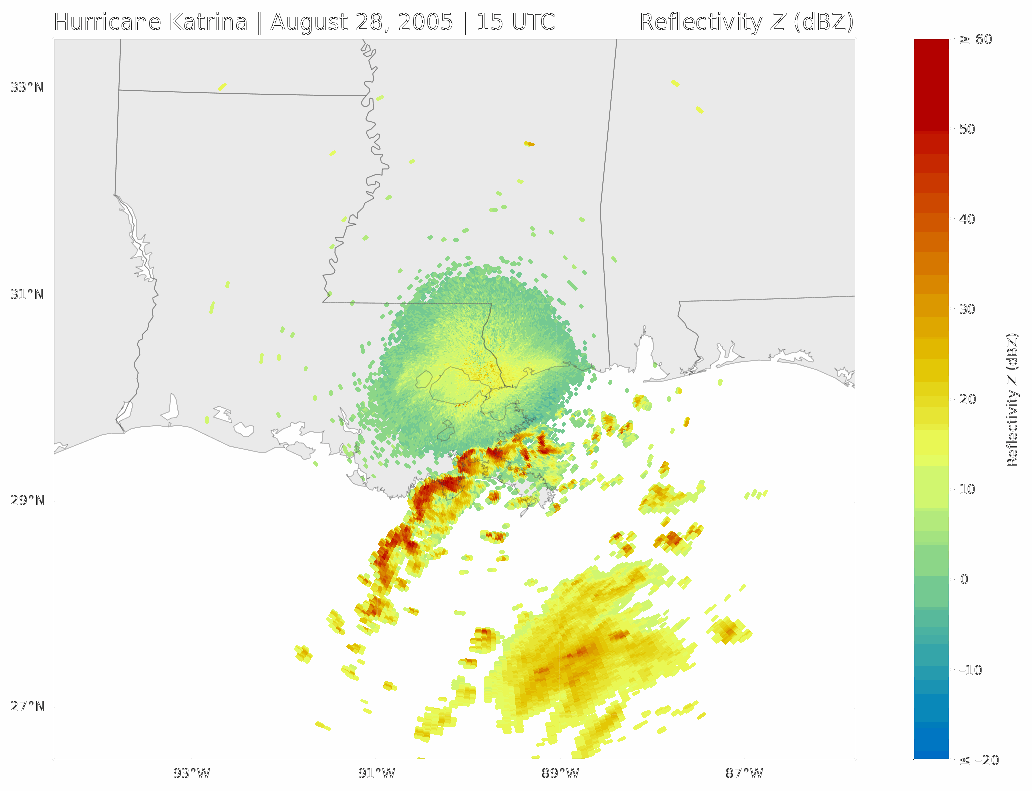 Hurricane Katrina | August 28, 2005 | 15 UTC
Reflectivity Z (dBZ)
33°N
31°N
29°N
27°N
93°W
91°W
89°W
87°W
≥ 60
50
40
30
20
10
0
−10
≤ −20
Reflectivity Z (dBZ)